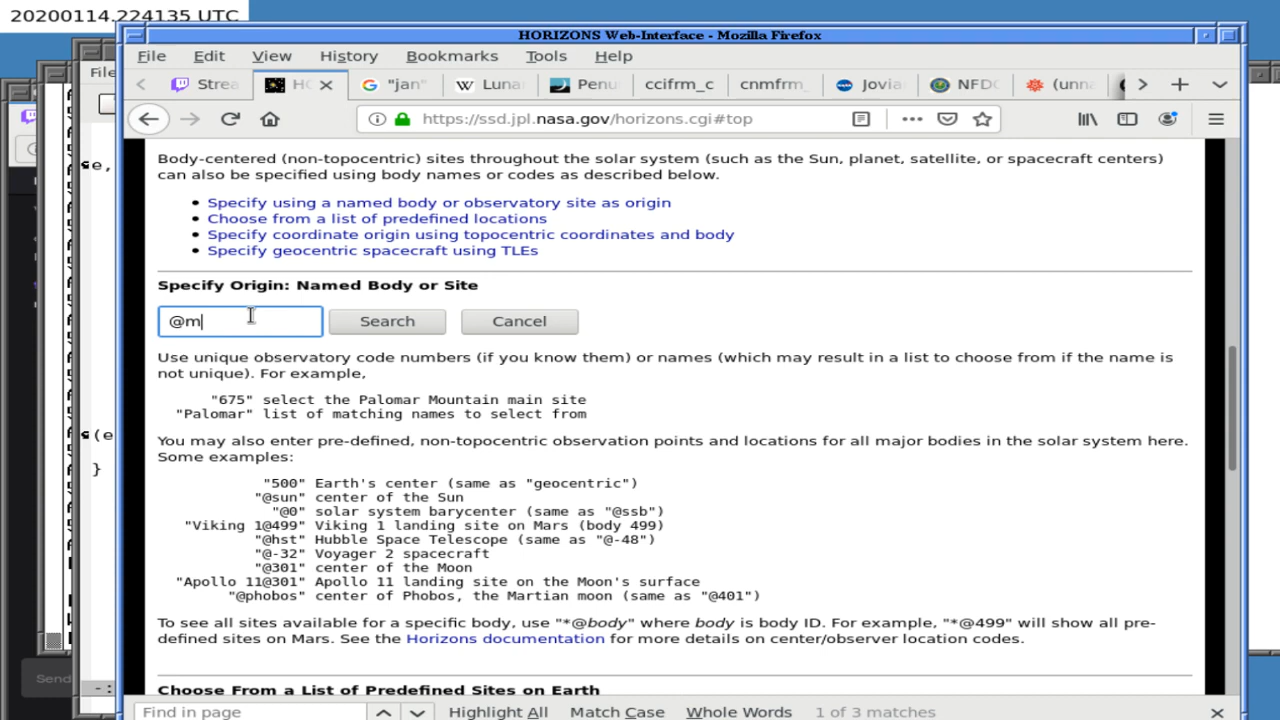 20200114.224135 UTC
HORIZONS Web-Interface - Mozilla Firefox
File Edit View History Bookmarks Tools Help
Strea H "jan" Luna Penu ccifrm_c cnmfrm_ Jovia NFDC (unna
https://ssd.jpl.nasa.gov/horizons.cgi#top
Body-centered (non-topocentric) sites throughout the solar system (such as the Sun, planet, satellite, or spacecraft centers)
can also be specified using body names or codes as described below.
Specify using a named body or observatory site as origin
Choose from a list of predefined locations
Specify coordinate origin using topocentric coordinates and body
Specify geocentric spacecraft using TLEs
Specify Origin: Named Body or Site
@m Search Cancel
Use unique observatory code numbers (if you know them) or names (which may result in a list to choose from if the name is
not unique). For example,
"675" select the Palomar Mountain main site
"Palomar" list of matching names to select from
You may also enter pre-defined, non-topocentric observation points and locations for all major bodies in the solar system here.
Some examples:
"500" Earth's center (same as "geocentric")
"@sun" center of the Sun
"@0" solar system barycenter (same as "@ssb")
"Viking 1@499" Viking 1 landing site on Mars (body 499)
"@hst" Hubble Space Telescope (same as "@-48")
"@-32" Voyager 2 spacecraft
"@301" center of the Moon
"Apollo 11@301" Apollo 11 landing site on the Moon's surface
"@phobos" center of Phobos, the Martian moon (same as "@401")
To see all sites available for a specific body, use "*@body" where body is body ID. For example, "*@499" will show all pre-
defined sites on Mars. See the Horizons documentation for more details on center/observer location codes.
Choose From a List of Predefined Sites on Earth
Find in page Highlight All Match Case Whole Words 1 of 3 matches
File
e,
(e
}
Send
-: